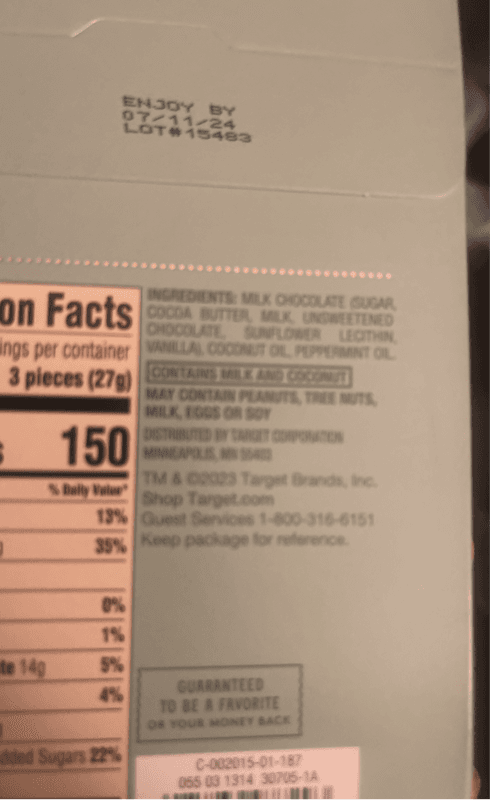 ENJOY BY
07/11/24
LOT#15483
on Facts
ings per container
3 pieces (27g)
150
% Daily Value*
13%
35%
0%
1%
te 14g 5%
4%
dded Sugars 22%
INGREDIENTS: MILK CHOCOLATE (SUGAR,
COCOA BUTTER, MILK, UNSWEETENED
CHOCOLATE, SUNFLOWER LECITHIN,
VANILLA), COCONUT OIL, PEPPERMINT OIL.
CONTAINS MILK AND COCONUT
MAY CONTAIN PEANUTS, TREE NUTS,
MILK, EGGS OR SOY
DISTRIBUTED BY TARGET CORPORATION
MINNEAPOLIS, MN 55403
TM & ©2023 Target Brands, Inc.
Shop Target.com
Guest Services 1-800-316-6151
Keep package for reference.
GUARANTEED
TO BE A FAVORITE
OR YOUR MONEY BACK
C-002015-01-187
055 03 1314 30705-1A